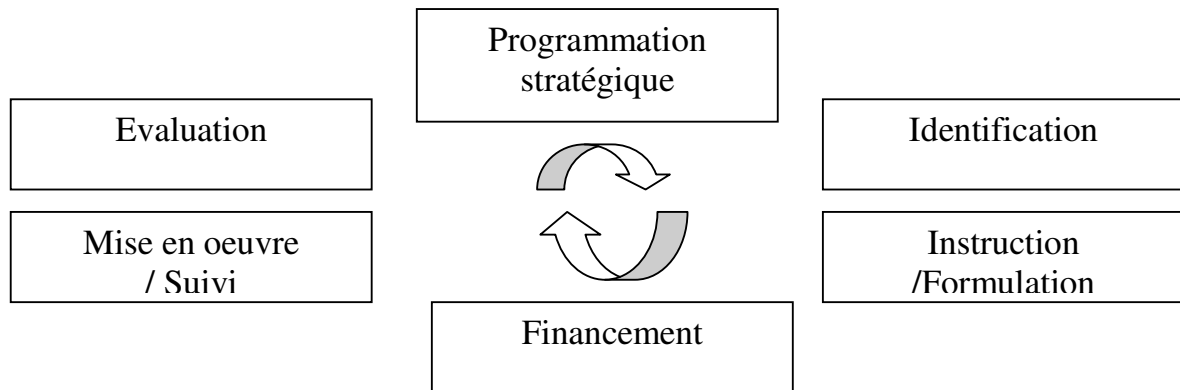 Programmation
stratégique
Evaluation
Identification
Mise en oeuvre
/ Suivi
Instruction
/Formulation
Financement